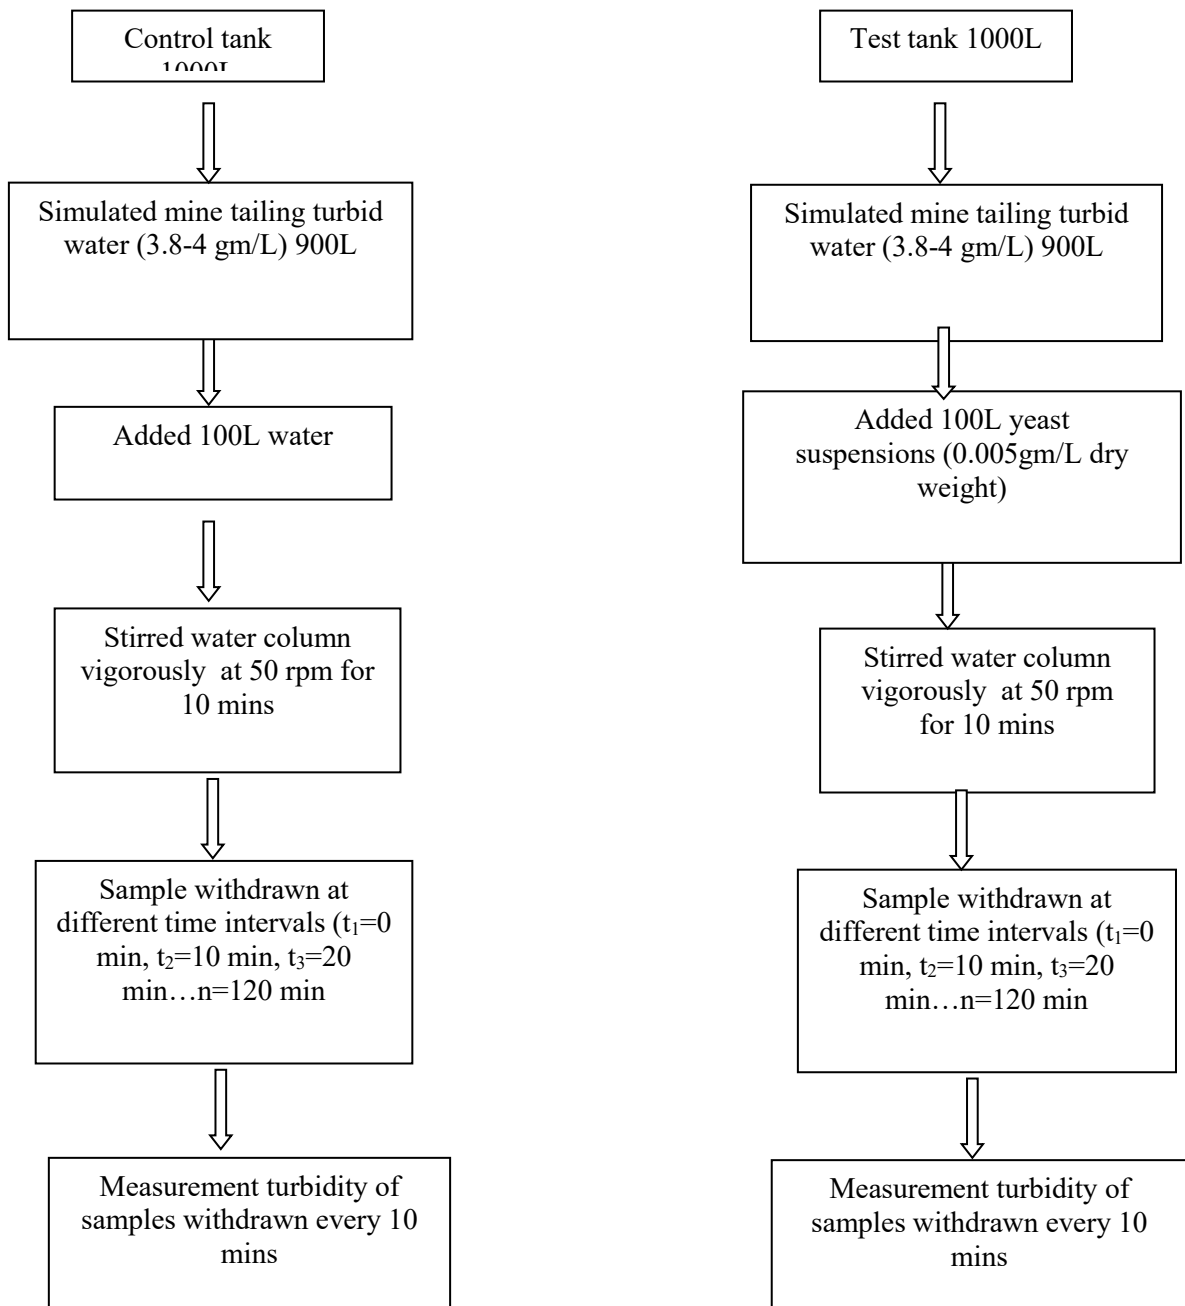 Control tank
1000L
Simulated mine tailing turbid
water (3.8-4 gm/L) 900L
Added 100L water
Stirred water column
vigorously at 50 rpm for
10 mins
Sample withdrawn at
different time intervals (t₁=0
min, t₂=10 min, t₃=20
min…n=120 min
Measurement turbidity of
samples withdrawn every 10
mins
Test tank 1000L
Simulated mine tailing turbid
water (3.8-4 gm/L) 900L
Added 100L yeast
suspensions (0.005gm/L dry
weight)
Stirred water column
vigorously at 50 rpm
for 10 mins
Sample withdrawn at
different time intervals (t₁=0
min, t₂=10 min, t₃=20
min…n=120 min
Measurement turbidity of
samples withdrawn every 10
mins